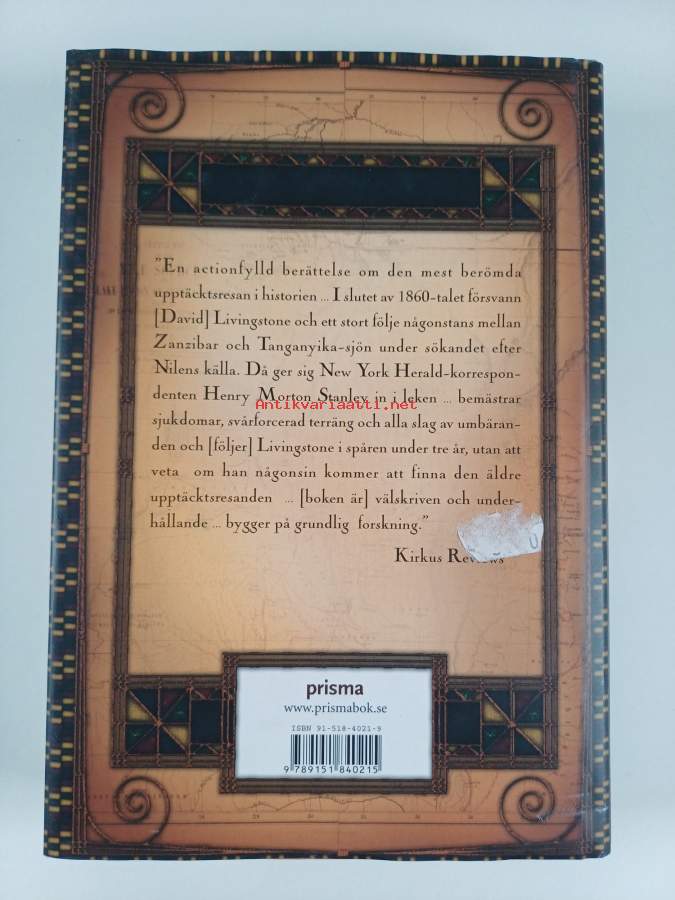 "En actionfylld berättelse om den mest berömda
upptäcktsresan i historien ... I slutet av 1860-talet försvann
[David] Livingstone och ett stort följe någonstans mellan
Zanzibar och Tanganyika-sjön under sökandet efter
Nilens källa. Då ger sig New York Herald-korrespon-
denten Henry Morton Stanley in i leken ... bemästrar
Antikvariaatti.net
sjukdomar, svårforcerad terräng och alla slag av umbäran-
den och [följer] Livingstone i spåren under tre år, utan att
veta om han någonsin kommer att finna den äldre
upptäcktsresanden ... [boken är] välskriven och under-
hållande ... bygger på grundlig forskning."
Kirkus Reviews
prisma
www.prismabok.se
ISBN 91-518-4021-9
9 789151 840215